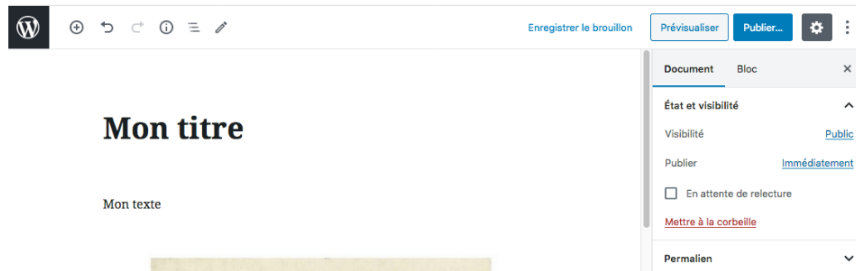 Enregistrer le brouillon
Prévisualiser
Publier...
Document Bloc
État et visibilité
Mon titre
Visibilité Public
Publier Immédiatement
En attente de relecture
Mon texte
Mettre à la corbeille
Permalien